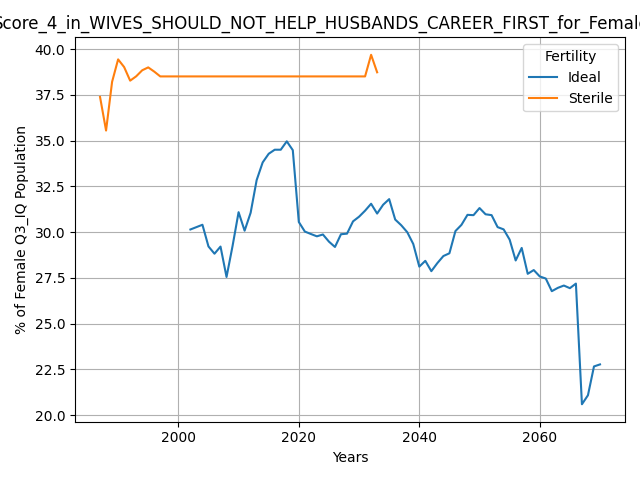 Score_4_in_WIVES_SHOULD_NOT_HELP_HUSBANDS_CAREER_FIRST_for_Female
40.0
37.5
35.0
32.5
30.0
27.5
25.0
22.5
20.0
% of Female Q3_IQ Population
Fertility
Ideal
Sterile
2000 2020 2040 2060
Years